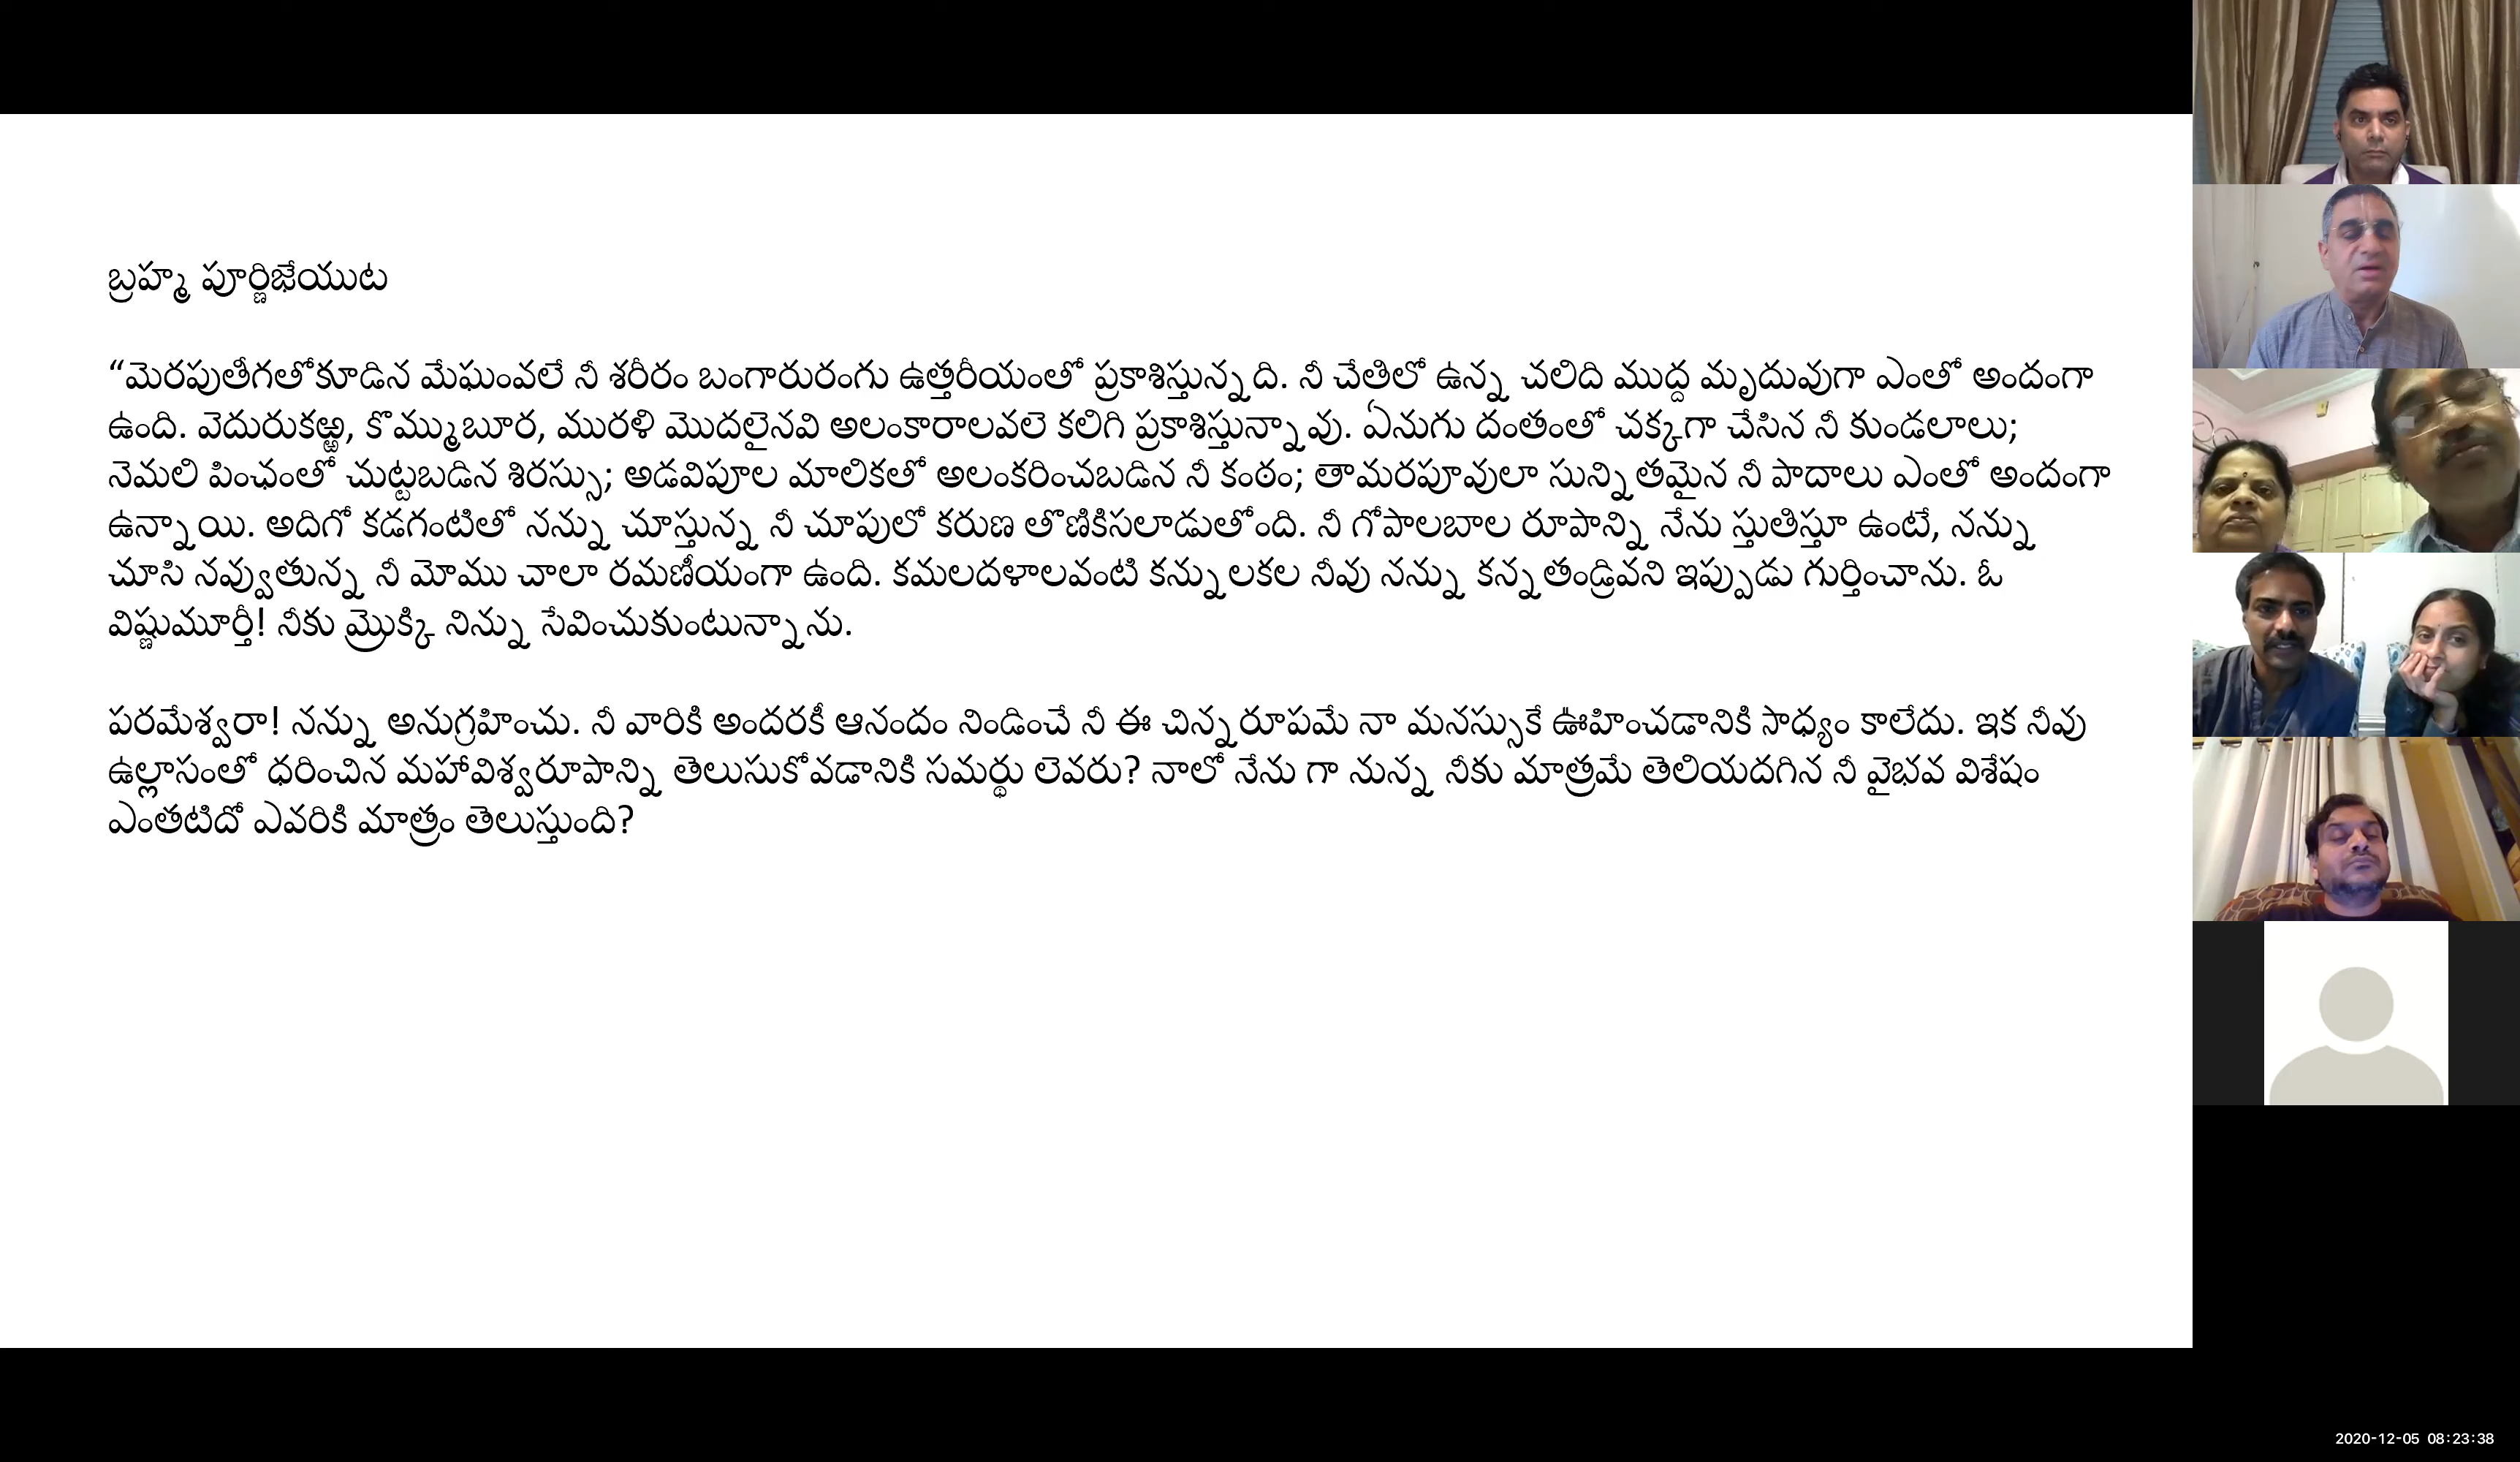 బ్రహ్మ పూర్ణిజేయుట
“మెరపుతీగతోకూడిన మేఘంవలే నీ శరీరం బంగారురంగు ఉత్తరీయంతో ప్రకాశిస్తున్నది. నీ చేతిలో ఉన్న చలిది ముద్ద మృదువుగా ఎంతో అందంగా
ఉంది. వెదురుకఱ్ఱ, కొమ్ముబూర, మురళి మొదలైనవి అలంకారాలవలె కలిగి ప్రకాశిస్తున్నావు. ఏనుగు దంతంతో చక్కగా చేసిన నీ కుండలాలు;
నెమలి పింఛంతో చుట్టబడిన శిరస్సు; అడవిపూల మాలికతో అలంకరించబడిన నీ కంఠం; తామరపూవులా సున్నితమైన నీ పాదాలు ఎంతో అందంగా
ఉన్నాయి. అదిగో కడగంటితో నన్ను చూస్తున్న నీ చూపులో కరుణ తొణికిసలాడుతోంది. నీ గోపాలబాల రూపాన్ని నేను స్తుతిస్తూ ఉంటే, నన్ను
చూసి నవ్వుతున్న నీ మోము చాలా రమణీయంగా ఉంది. కమలదళాలవంటి కన్నులకల నీవు నన్ను కన్నతండ్రివని ఇప్పుడు గుర్తించాను. ఓ
విష్ణుమూర్తీ! నీకు మ్రొక్కి నిన్ను సేవించుకుంటున్నాను.
పరమేశ్వరా! నన్ను అనుగ్రహించు. నీ వారికి అందరకీ ఆనందం నిండించే నీ ఈ చిన్నరూపమే నా మనస్సుకే ఊహించడానికి సాధ్యం కాలేదు. ఇక నీవు
ఉల్లాసంతో ధరించిన మహావిశ్వరూపాన్ని తెలుసుకోవడానికి సమర్థు లెవరు? నాలో నేను గా నున్న నీకు మాత్రమే తెలియదగిన నీ వైభవ విశేషం
ఎంతటిదో ఎవరికి మాత్రం తెలుస్తుంది?
2020-12-05 08:23:38